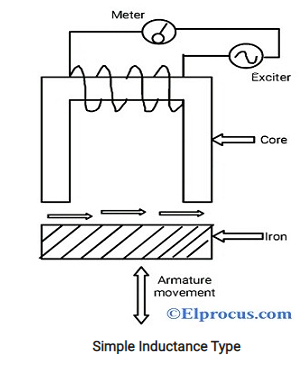 Meter
Exciter
Core
Iron
Armature
movement
©Elprocus.com
Simple Inductance Type